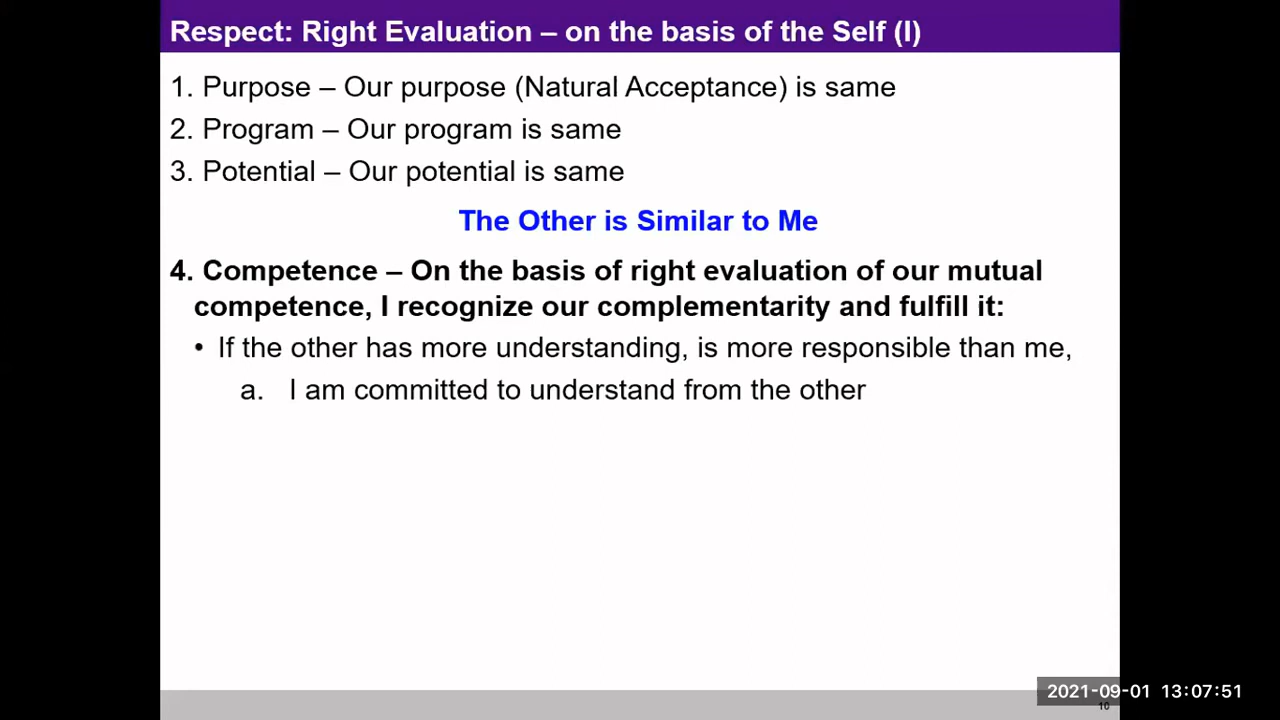 Respect: Right Evaluation – on the basis of the Self (I)
1. Purpose – Our purpose (Natural Acceptance) is same
2. Program – Our program is same
3. Potential – Our potential is same
The Other is Similar to Me
4. Competence – On the basis of right evaluation of our mutual
competence, I recognize our complementarity and fulfill it:
• If the other has more understanding, is more responsible than me,
a. I am committed to understand from the other
2021-09-01 13:07:51